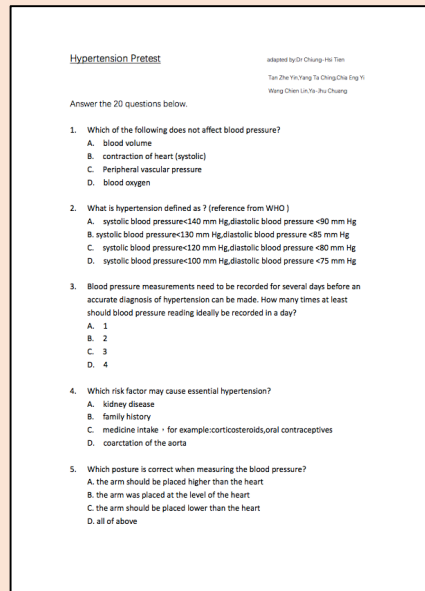 Hypertension Pretest
adapted by:Dr Chiung- Hsi Tien
Tan Zhe Yin,Yang Ta Ching,Chia Eng Yi
Wang Chien Lin,Ya-Jhu Chuang
Answer the 20 questions below.
1. Which of the following does not affect blood pressure?
A. blood volume
B. contraction of heart (systolic)
C. Peripheral vascular pressure
D. blood oxygen
2. What is hypertension defined as ? (reference from WHO )
A. systolic blood pressure<140 mm Hg,diastolic blood pressure <90 mm Hg
B. systolic blood pressure<130 mm Hg,diastolic blood pressure <85 mm Hg
C. systolic blood pressure<120 mm Hg,diastolic blood pressure <80 mm Hg
D. systolic blood pressure<100 mm Hg,diastolic blood pressure <75 mm Hg
3. Blood pressure measurements need to be recorded for several days before an
accurate diagnosis of hypertension can be made. How many times at least
should blood pressure reading ideally be recorded in a day?
A. 1
B. 2
C. 3
D. 4
4. Which risk factor may cause essential hypertension?
A. kidney disease
B. family history
C. medicine intake，for example:corticosteroids,oral contraceptives
D. coarctation of the aorta
5. Which posture is correct when measuring the blood pressure?
A. the arm should be placed higher than the heart
B. the arm was placed at the level of the heart
C. the arm should be placed lower than the heart
D. all of above